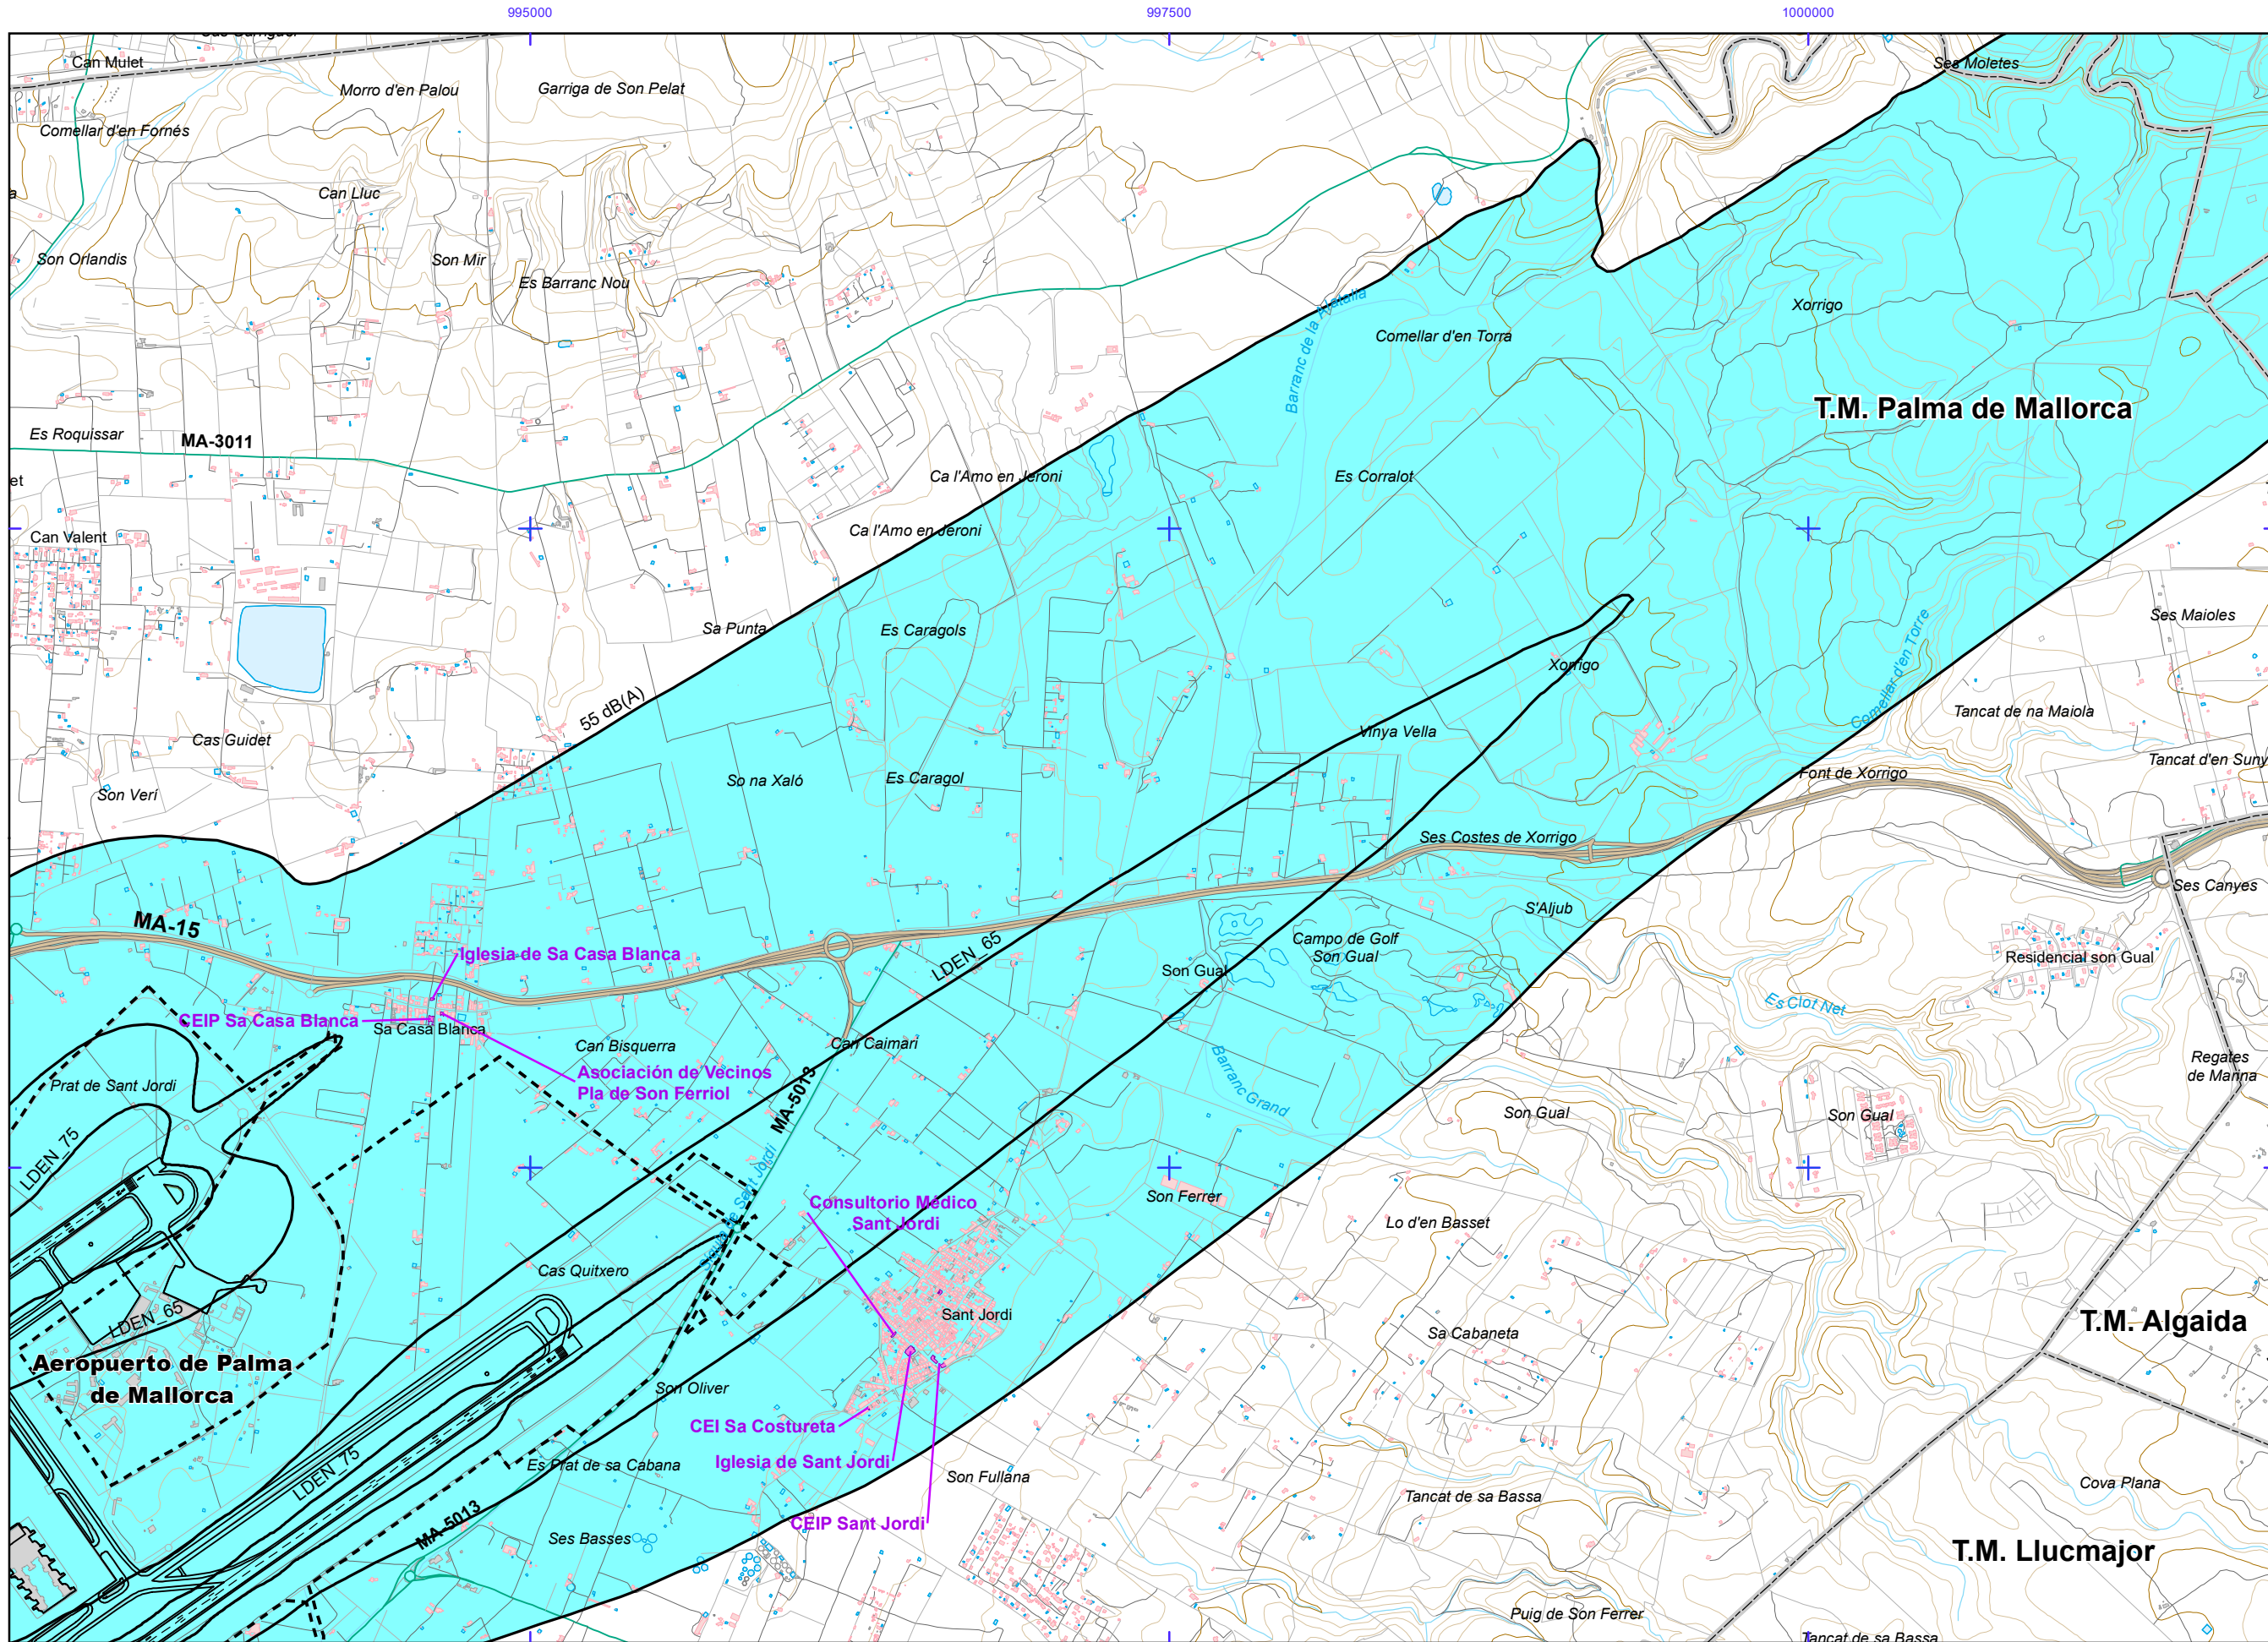 995000
997500
1000000
Can Mulet
Morro d'en Palou
Garriga de Son Pelat
Ses Moletes
Comellar d'en Fornés
a
Can Lluc
Son Orlandis
Son Mir
Es Barranc Nou
Barranc de la Atalaia
Comellar d'en Torra
Xorrigo
T.M. Palma de Mallorca
Es Roquissar
MA-3011
et
Ca l'Amo en Jeroni
Es Corralot
Can Valent
Ca l'Amo en Jeroni
Sa Punta
Es Caragols
Ses Maioles
Xorrigo
Comellar d'en Torre
55 dB(A)
Tancat de na Maiola
Cas Guidet
Vinya Vella
Tancat d'en Suny
So na Xaló
Es Caragol
Font de Xorrigo
Son Verí
Ses Costes de Xorrigo
Ses Canyes
MA-15
S'Aljub
Iglesia de Sa Casa Blanca
LDEN_65
Campo de Golf
Son Gual
Son Gual
Residencial son Gual
Es Clot Net
CEIP Sa Casa Blanca
Sa Casa Blanca
Can Bisquerra
Can Caimari
Regates
de Marina
Prat de Sant Jordi
Asociación de Vecinos
Pla de Son Ferriol
MA-5013
Barranc Grand
Son Gual
Son Gual
LDEN_75
Sant Jordi
Consultorio Médico
Sant Jordi
Son Ferrer
Lo d'en Basset
Cas Quitxero
LDEN_65
Sant Jordi
Sa Cabaneta
T.M. Algaida
Aeropuerto de Palma
de Mallorca
Son Oliver
CEI Sa Costureta
Iglesia de Sant Jordi
LDEN_75
Es Prat de sa Cabana
Son Fullana
Tancat de sa Bassa
Cova Plana
MA-5013
Ses Basses
CEIP Sant Jordi
T.M. Llucmajor
Puig de Son Ferrer
Tancat de sa Bassa